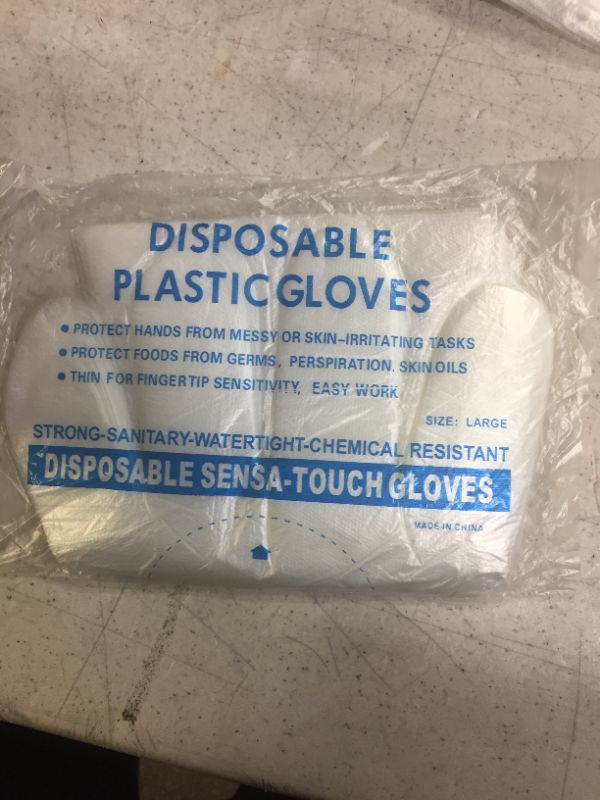 DISPOSABLE
PLASTIC GLOVES
• PROTECT HANDS FROM MESSY OR SKIN-IRRITATING TASKS
• PROTECT FOODS FROM GERMS, PERSPIRATION. SKIN OILS
• THIN FOR FINGERTIP SENSITIVITY, EASY WORK
SIZE: LARGE
STRONG-SANITARY-WATERTIGHT-CHEMICAL RESISTANT
DISPOSABLE SENSA-TOUCH GLOVES
MADE IN CHINA